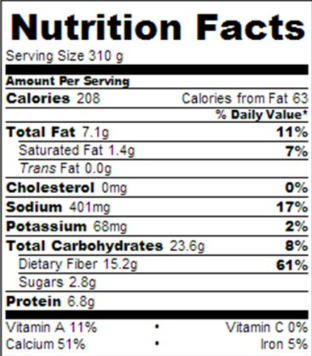 Nutrition Facts
Serving Size 310 g
Amount Per Serving
Calories 208 Calories from Fat 63
% Daily Value*
Total Fat 7.1g 11%
Saturated Fat 1.4g 7%
Trans Fat 0.0g
Cholesterol 0mg 0%
Sodium 401mg 17%
Potassium 68mg 2%
Total Carbohydrates 23.6g 8%
Dietary Fiber 15.2g 61%
Sugars 2.8g
Protein 6.8g
Vitamin A 11% • Vitamin C 0%
Calcium 51% • Iron 5%